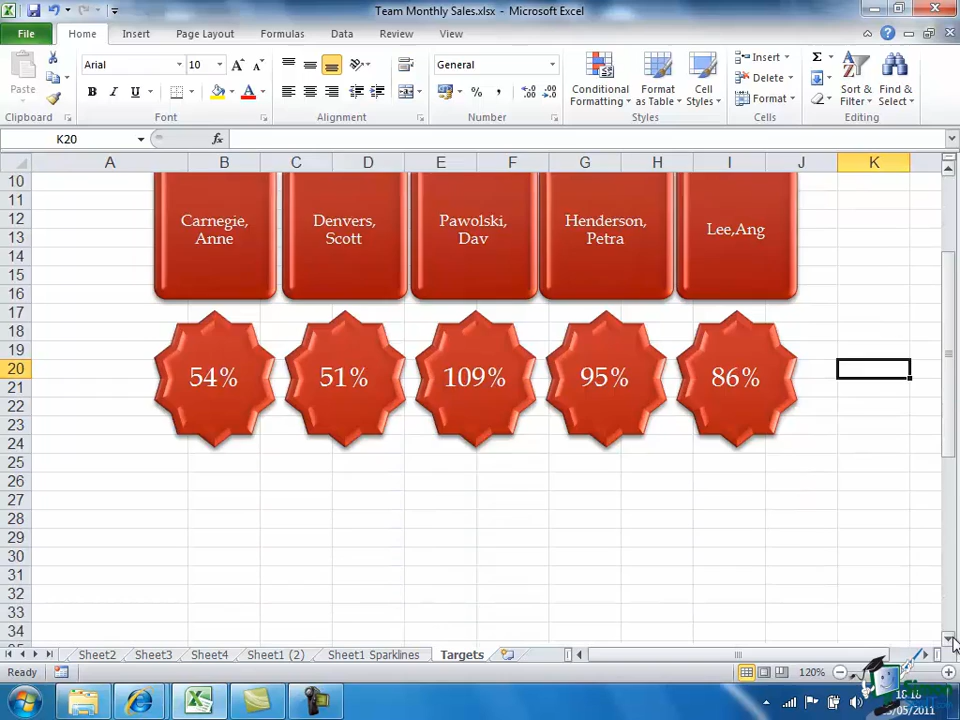 Team Monthly Sales.xlsx - Microsoft Excel
File Home Insert Page Layout Formulas Data Review View
Arial 10 General
Paste
B I U
Conditional Formatting
Format as Table
Cell Styles
Insert
Delete
Format
Sort & Filter
Find & Select
Clipboard Font Alignment Number Styles Cells Editing
K20 fx
A B C D E F G H I J K
10
11
12
13
14
15
16
17
18
19
20
21
22
23
24
25
26
27
28
29
30
31
32
33
34
Carnegie, Anne
Denvers, Scott
Pawolski, Dav
Henderson, Petra
Lee,Ang
54% 51% 109% 95% 86%
Sheet2 Sheet3 Sheet4 Sheet1 (2) Sheet1 Sparklines Targets
Ready 120%